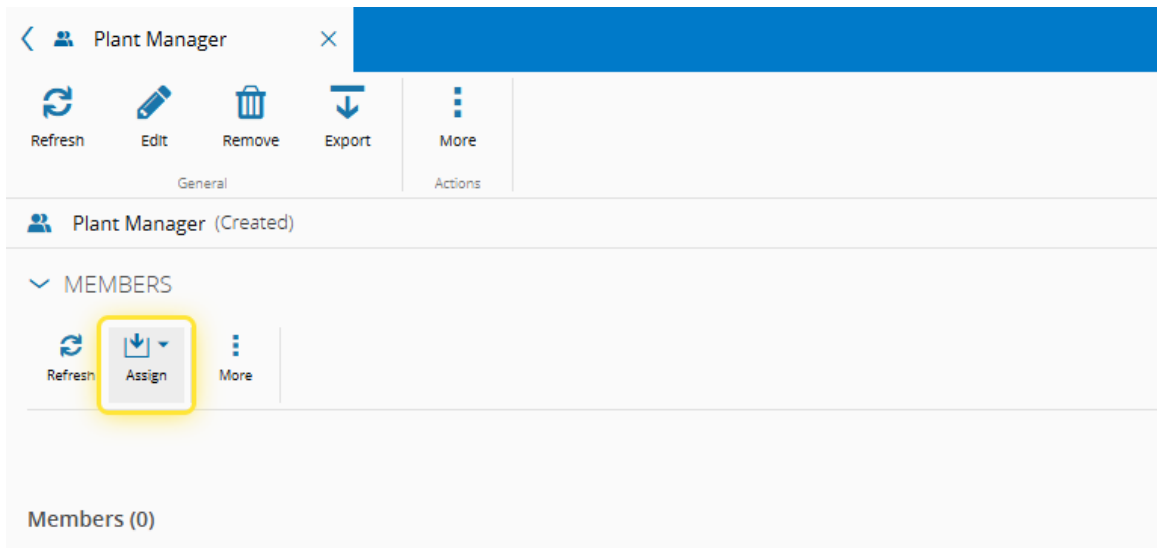 Plant Manager
Refresh Edit Remove Export More
General Actions
Plant Manager (Created)
MEMBERS
Refresh Assign More
Members (0)